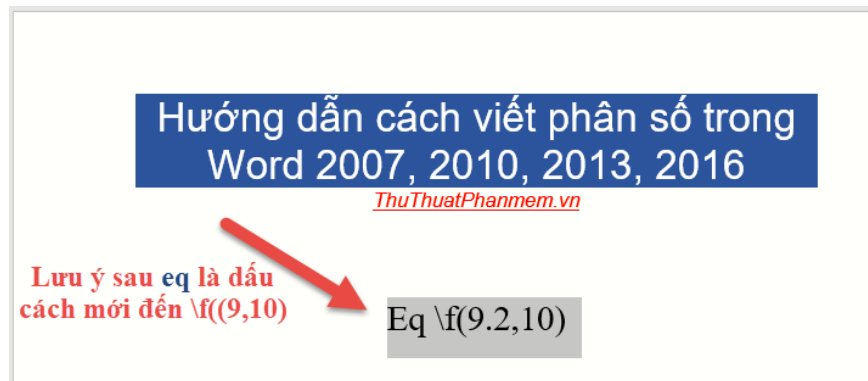 Hướng dẫn cách viết phân số trong
Word 2007, 2010, 2013, 2016
ThuThuatPhanmem.vn
Lưu ý sau eq là dấu
cách mới đến \f((9,10)
Eq \f(9.2,10)